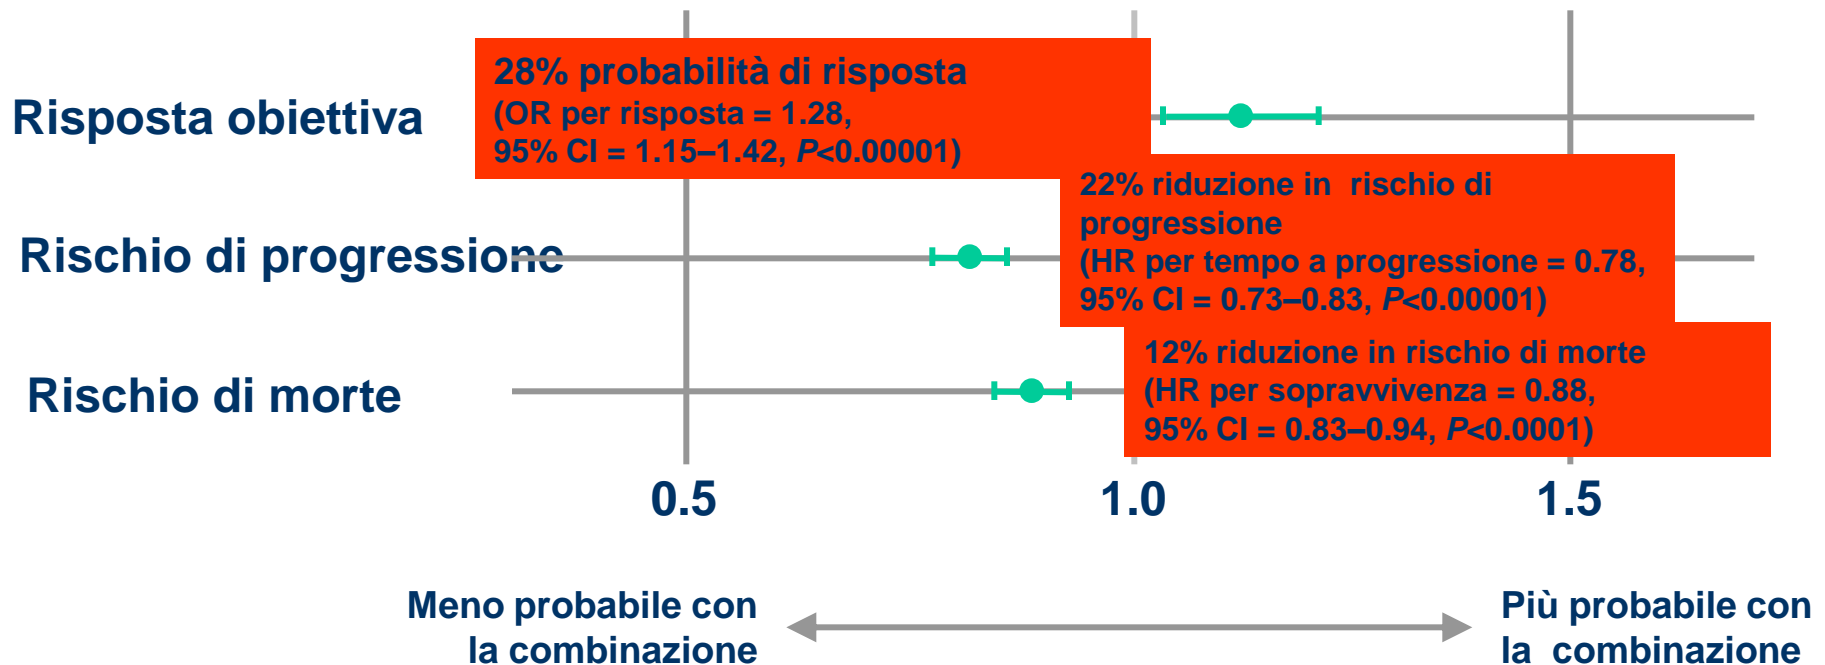 28% probabilità di risposta
(OR per risposta = 1.28,
95% CI = 1.15–1.42, P<0.00001)
Risposta obiettiva
22% riduzione in  rischio di
progressione
(HR per tempo a progressione = 0.78,
95% CI = 0.73–0.83, P<0.00001)
Rischio di progressione
12% riduzione in rischio di morte
(HR per sopravvivenza = 0.88,
95% CI = 0.83–0.94, P<0.0001)
Rischio di morte
0.5
1.0
1.5
Meno probabile con
la combinazione
Più probabile con
la  combinazione